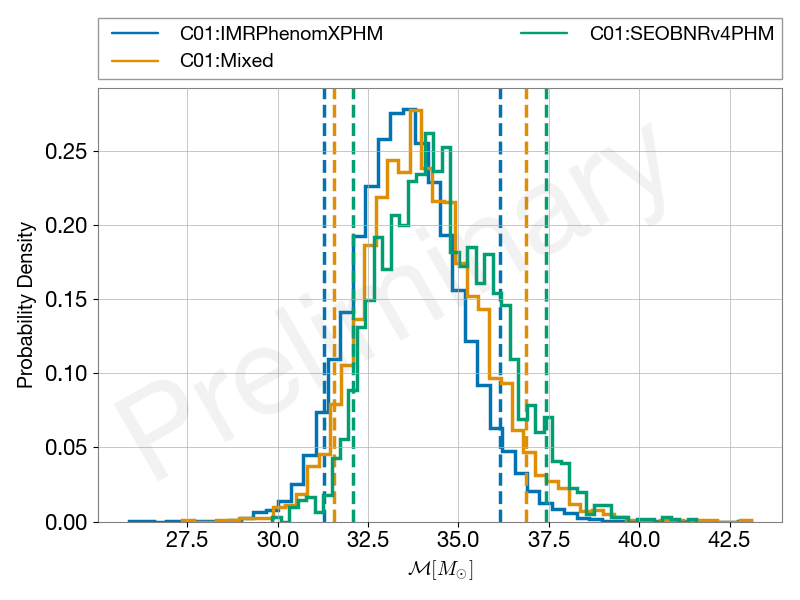 C01:IMRPhenomXPHM
C01:Mixed
C01:SEOBNRv4PHM
Preliminary
Probability Density
0.25
0.20
0.15
0.10
0.05
0.00
27.5 30.0 32.5 35.0 37.5 40.0 42.5
ℳ[M⊙]